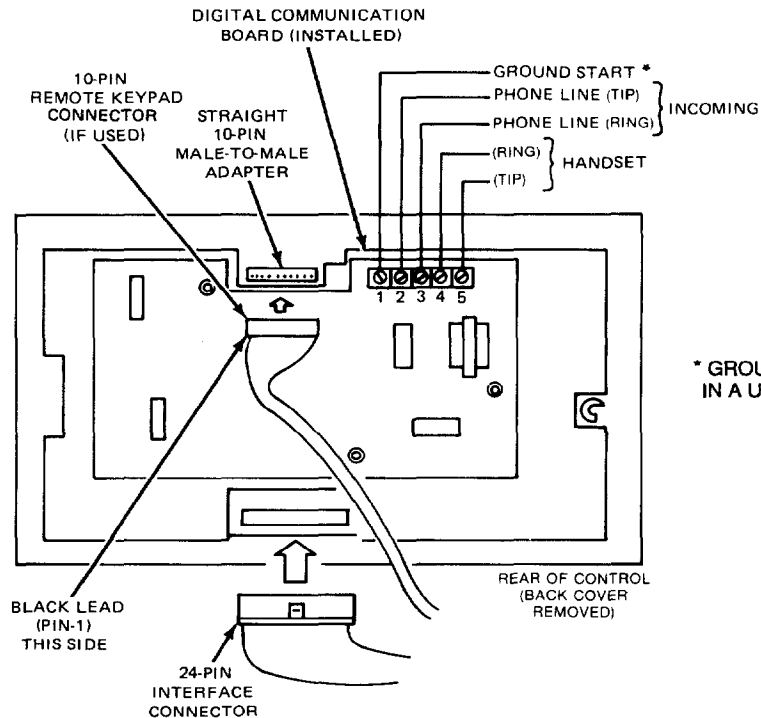 DIGITAL COMMUNICATION
BOARD (INSTALLED)
10-PIN
REMOTE KEYPAD
CONNECTOR
(IF USED)
STRAIGHT
10-PIN
MALE-TO-MALE
ADAPTER
GROUND START *
PHONE LINE (TIP)
PHONE LINE (RING)
INCOMING
(RING)
(TIP)
HANDSET
1 2 3 4 5
* GROU
IN A U
REAR OF CONTROL
(BACK COVER
REMOVED)
BLACK LEAD
(PIN-1)
THIS SIDE
24-PIN
INTERFACE
CONNECTOR